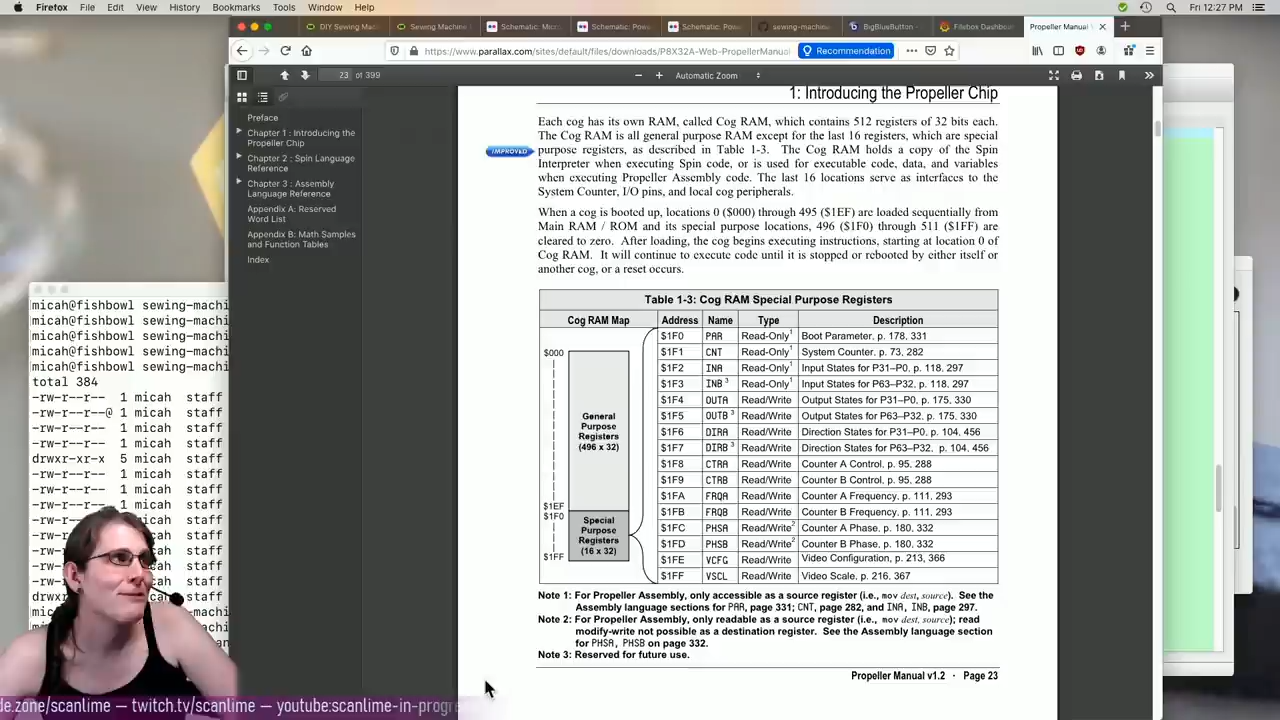 Firefox File Edit View History Bookmarks Tools Window Help
Fri 12:27 PM
DIY Sewing Mach
Sewing Machine
Schematic: Micro
Schematic: Powe
Schematic: Powe
sewing-machine
BigBlueButton -
Filebox Dashboa
Propeller Manual
https://www.parallax.com/sites/default/files/downloads/P8X32A-Web-PropellerManual
Recommendation
23 of 399
Automatic Zoom
Preface
Chapter 1 : Introducing the
Propeller Chip
Chapter 2 : Spin Language
Reference
Chapter 3 : Assembly
Language Reference
Appendix A: Reserved
Word List
Appendix B: Math Samples
and Function Tables
Index
1: Introducing the Propeller Chip
Each cog has its own RAM, called Cog RAM, which contains 512 registers of 32 bits each.
The Cog RAM is all general purpose RAM except for the last 16 registers, which are special
IMPROVED
purpose registers, as described in Table 1-3. The Cog RAM holds a copy of the Spin
Interpreter when executing Spin code, or is used for executable code, data, and variables
when executing Propeller Assembly code. The last 16 locations serve as interfaces to the
System Counter, I/O pins, and local cog peripherals.
When a cog is booted up, locations 0 ($000) through 495 ($1EF) are loaded sequentially from
Main RAM / ROM and its special purpose locations, 496 ($1F0) through 511 ($1FF) are
cleared to zero. After loading, the cog begins executing instructions, starting at location 0 of
Cog RAM. It will continue to execute code until it is stopped or rebooted by either itself or
another cog, or a reset occurs.
Table 1-3: Cog RAM Special Purpose Registers
Cog RAM Map Address Name Type Description
$1F0 PAR Read-Only1 Boot Parameter, p. 178, 331
$1F1 CNT Read-Only1 System Counter, p. 73, 282
$1F2 INA Read-Only1 Input States for P31–P0, p. 118, 297
$1F3 INB 3 Read-Only1 Input States for P63–P32, p. 118, 297
$1F4 OUTA Read/Write Output States for P31–P0, p. 175, 330
$1F5 OUTB 3 Read/Write Output States for P63–P32, p. 175, 330
$1F6 DIRA Read/Write Direction States for P31–P0, p. 104, 456
$1F7 DIRB 3 Read/Write Direction States for P63–P32, p. 104, 456
$1F8 CTRA Read/Write Counter A Control, p. 95, 288
$1F9 CTRB Read/Write Counter B Control, p. 95, 288
$1FA FRQA Read/Write Counter A Frequency, p. 111, 293
$1FB FRQB Read/Write Counter B Frequency, p. 111, 293
$1FC PHSA Read/Write2 Counter A Phase, p. 180, 332
$1FD PHSB Read/Write2 Counter B Phase, p. 180, 332
$1FE VCFG Read/Write Video Configuration, p. 213, 366
$1FF VSCL Read/Write Video Scale, p. 216, 367
$000
General
Purpose
Registers
(496 x 32)
$1EF
$1F0
Special
Purpose
Registers
(16 x 32)
$1FF
Note 1: For Propeller Assembly, only accessible as a source register (i.e., mov dest, source). See the
Assembly language sections for PAR, page 331; CNT, page 282, and INA, INB, page 297.
Note 2: For Propeller Assembly, only readable as a source register (i.e., mov dest, source); read
modify-write not possible as a destination register. See the Assembly language section
for PHSA, PHSB on page 332.
Note 3: Reserved for future use.
Propeller Manual v1.2 · Page 23
micah@fishbowl sewing-machi
micah@fishbowl sewing-machi
micah@fishbowl sewing-machi
micah@fishbowl sewing-machi
micah@fishbowl sewing-machi
total 384
-rw-r--r-- 1 micah staff
-rw-r--r--@ 1 micah staff
-rw-r--r-- 1 micah staff
-rw-r--r-- 1 micah staff
drwxr-xr-x 5 micah staff
-rw-r--r-- 1 micah staff
-rw-r--r-- 1 micah staff
de.zone/scanlime — twitch.tv/scanlime — youtube:scanlime-in-progre